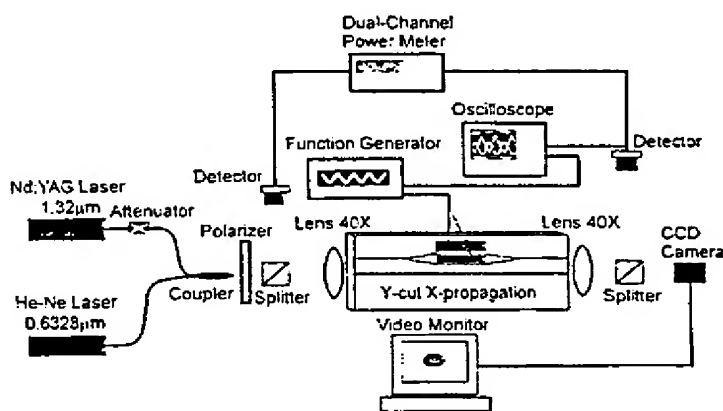 Dual-Channel
Power Meter
Oscilloscope
Function Generator
Detector
Detector
Nd:YAG Laser
1.32μm
Attenuator
Polarizer
Lens 40X
Lens 40X
CCD
Camera
He-Ne Laser
0.6328μm
Coupler
Splitter
Y-cut X-propagation
Splitter
Video Monitor